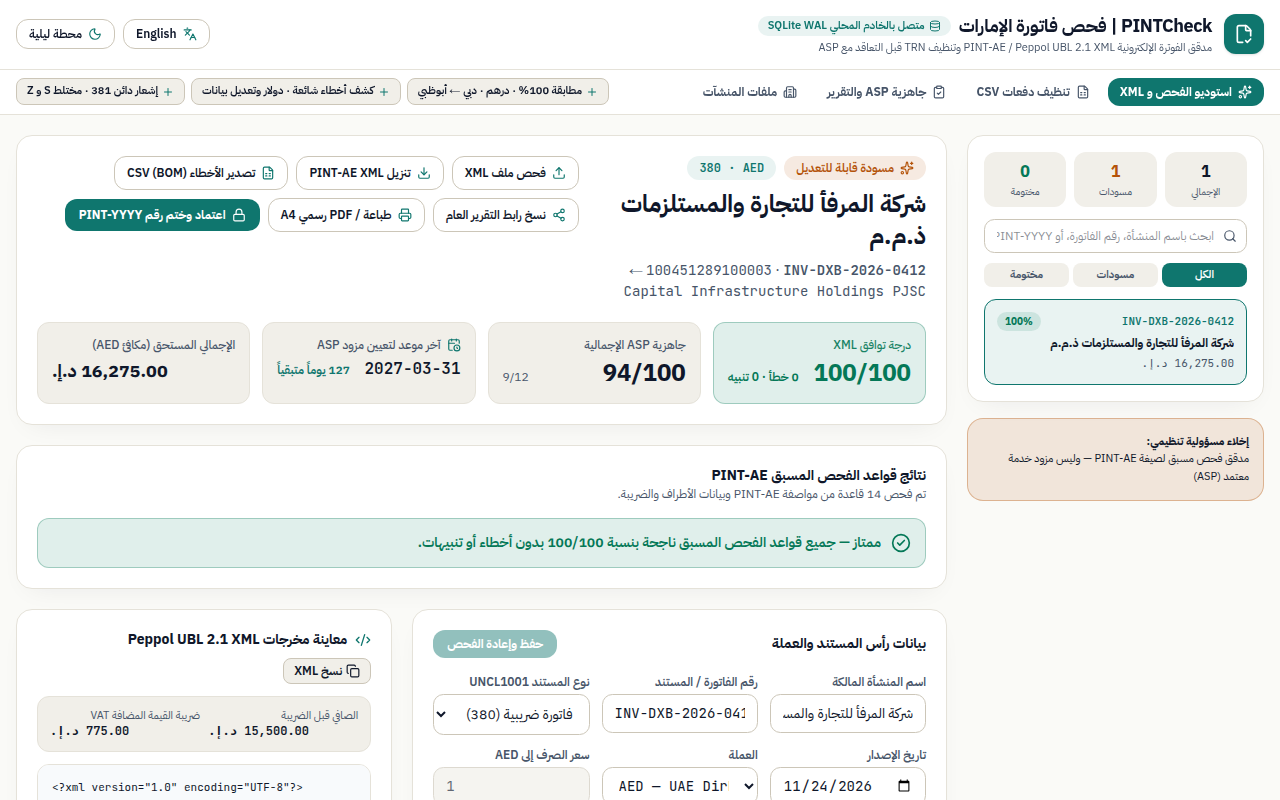 PINTCheck | فحص فاتورة الإمارات
متصل بالخادم المحلي SQLite WAL
مدقق الفوترة الإلكترونية PINT-AE / Peppol UBL 2.1 XML وتنظيف TRN قبل التعاقد مع ASP
English
محطة ليلية
استوديو الفحص و XML
تنظيف دفعات CSV
جاهزية ASP والتقرير
ملفات المنشآت
مطابقة 100% · درهم · دبي ← أبوظبي
كشف أخطاء شائعة · دولار وتعديل بيانات
إشعار دائن 381 · مختلط S و Z
1
الإجمالي
1
مسودات
0
مختومة
ابحث باسم المنشأة، رقم الفاتورة، أو PINT-YYYY
الكل
مسودات
مختومة
INV-DXB-2026-0412
100%
شركة المرفأ للتجارة والمستلزمات ذ.م.م
16,275.00 د.إ.
إخلاء مسؤولية تنظيمي:
مدقق فحص مسبق لصيغة PINT-AE — وليس مزود خدمة
معتمد (ASP)
مسودة قابلة للتعديل
380 · AED
شركة المرفأ للتجارة والمستلزمات
ذ.م.م
INV-DXB-2026-0412 · 100451289100003 ←
Capital Infrastructure Holdings PJSC
فحص ملف XML
تنزيل PINT-AE XML
تصدير الأخطاء CSV (BOM)
نسخ رابط التقرير العام
طباعة / PDF رسمي A4
اعتماد وختم رقم PINT-YYYY
درجة توافق XML
100/100
0 خطأ · 0 تنبيه
جاهزية ASP الإجمالية
94/100
9/12
آخر موعد لتعيين مزود ASP
2027-03-31
127 يوماً متبقياً
الإجمالي المستحق (مكافئ AED)
16,275.00 د.إ.
نتائج قواعد الفحص المسبق PINT-AE
تم فحص 14 قاعدة من مواصفة PINT-AE وبيانات الأطراف والضريبة.
ممتاز — جميع قواعد الفحص المسبق ناجحة بنسبة 100/100 بدون أخطاء أو تنبيهات.
بيانات رأس المستند والعملة
حفظ وإعادة الفحص
اسم المنشأة المالكة
رقم الفاتورة / المستند
نوع المستند UNCL1001
شركة المرفأ للتجارة والمس
INV-DXB-2026-041
فاتورة ضريبية (380)
تاريخ الإصدار
العملة
سعر الصرف إلى AED
11/24/2026
AED — UAE Dir
1
معاينة مخرجات Peppol UBL 2.1 XML
نسخ XML
الصافي قبل الضريبة
15,500.00 د.إ.
ضريبة القيمة المضافة VAT
775.00 د.إ.
<?xml version="1.0" encoding="UTF-8"?>